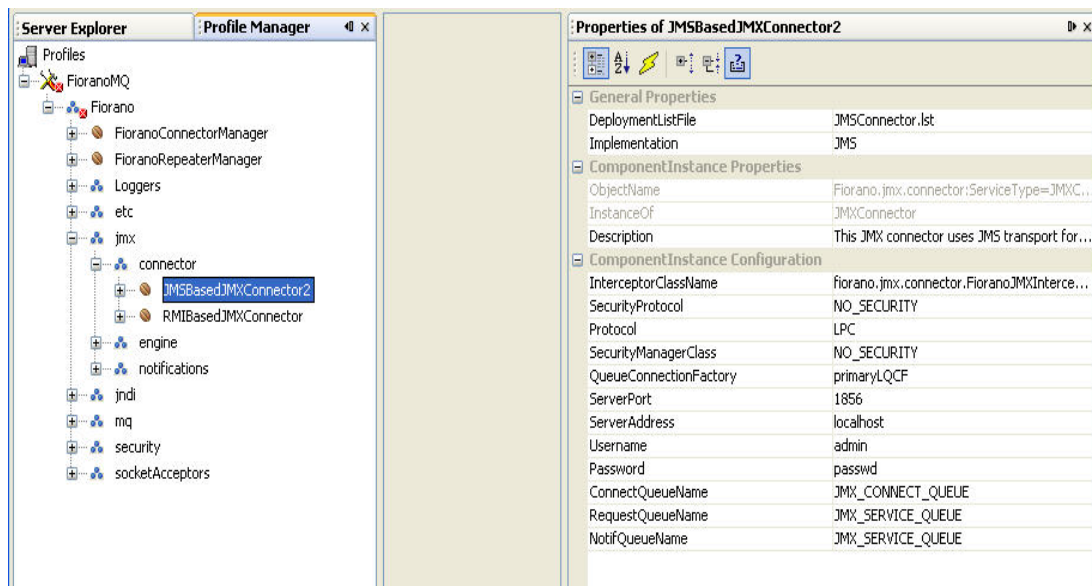 Server Explorer
Profile Manager
Profiles
FioranoMQ
Fiorano
FioranoConnectorManager
FioranoRepeaterManager
Loggers
etc
jmx
connector
JMSBasedJMXConnector2
RMIBasedJMXConnector
engine
notifications
jndi
mq
security
socketAcceptors
Properties of JMSBasedJMXConnector2
General Properties
DeploymentListFile JMSConnector.lst
Implementation JMS
ComponentInstance Properties
ObjectName Fiorano.jmx.connector:ServiceType=JMXC...
InstanceOf JMXConnector
Description This JMX connector uses JMS transport for...
ComponentInstance Configuration
InterceptorClassName fiorano.jmx.connector.FioranoJMXInterce...
SecurityProtocol NO_SECURITY
Protocol LPC
SecurityManagerClass NO_SECURITY
QueueConnectionFactory primaryLQCF
ServerPort 1856
ServerAddress localhost
Username admin
Password passwd
ConnectQueueName JMX_CONNECT_QUEUE
RequestQueueName JMX_SERVICE_QUEUE
NotifQueueName JMX_SERVICE_QUEUE